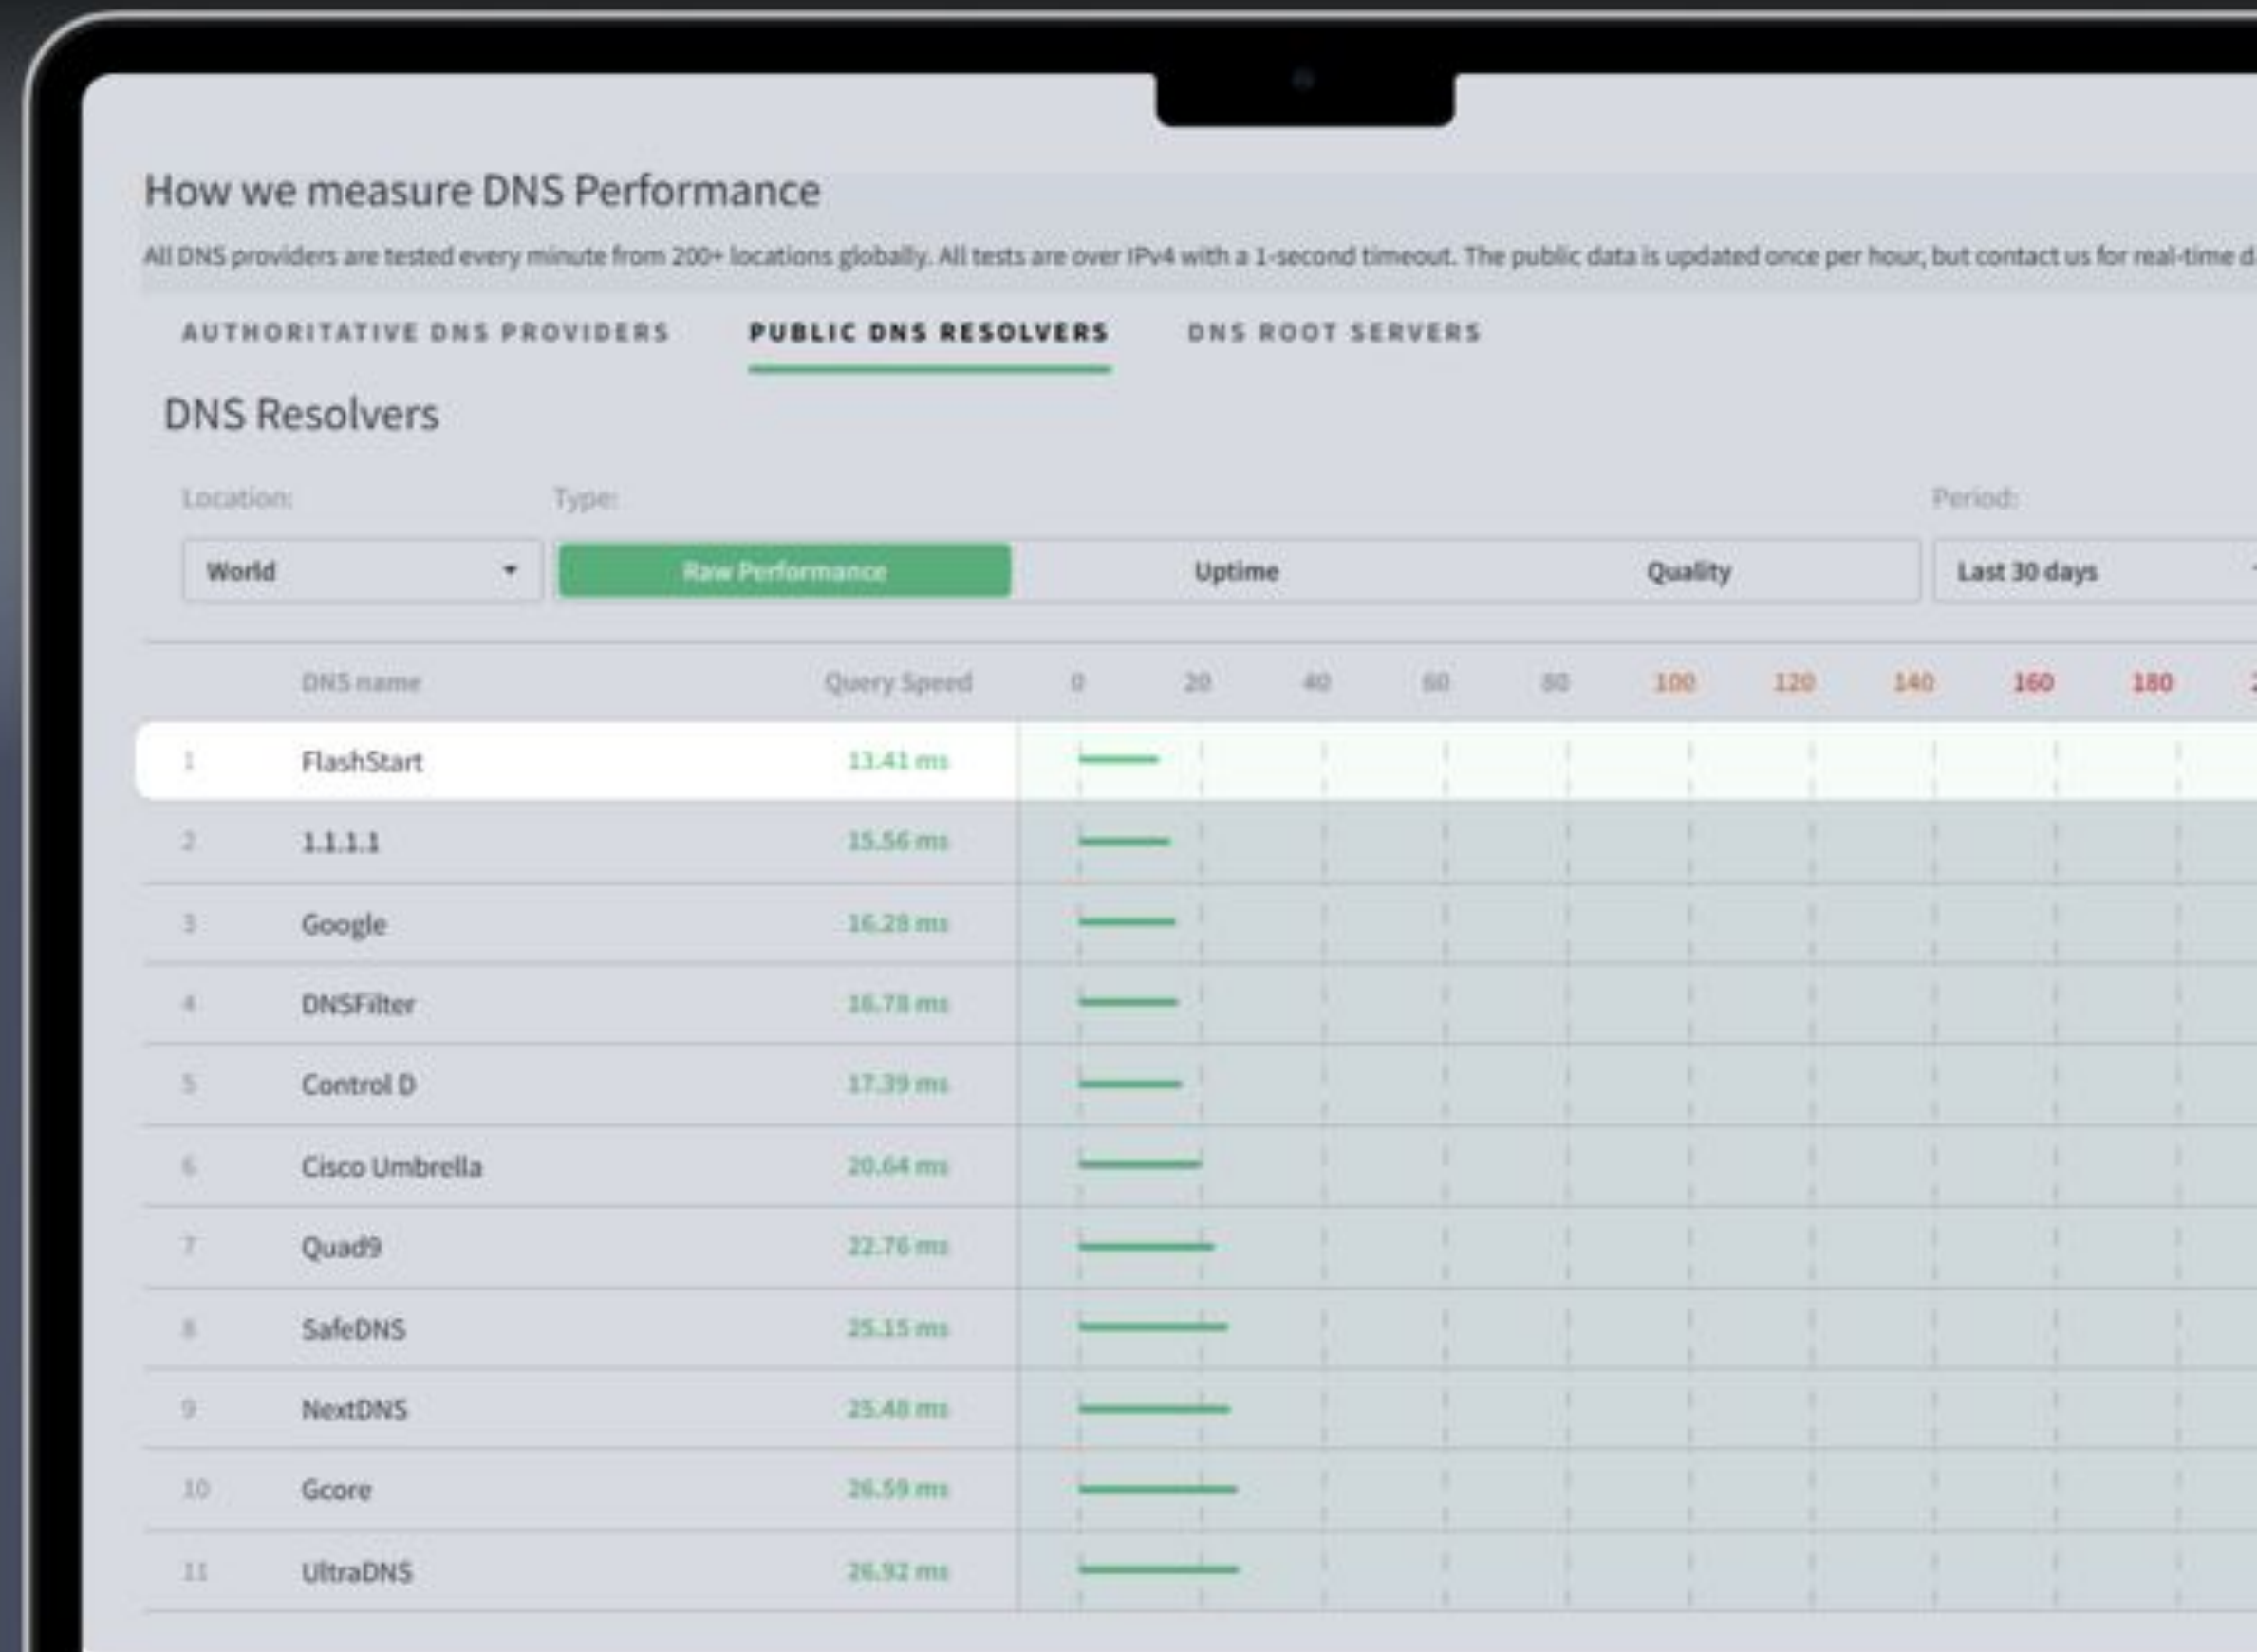 How we measure DNS Performance
All DNS providers are tested every minute from 200+ locations globally. All tests are over IPv4 with a 1-second timeout. The public data is updated once per hour, but contact us for real-time
AUTHORITATIVE DNS PROVIDERS PUBLIC DNS RESOLVERS DNS ROOT SERVERS
DNS Resolvers
Location: Type: Period:
World Raw Performance Uptime Quality Last 30 days
DNS name Query Speed 0 20 40 60 80 100 120 140 160 180
1 FlashStart 13.41 ms
2 1.1.1.1 15.56 ms
3 Google 16.28 ms
4 DNSFilter 16.78 ms
5 Control D 17.39 ms
6 Cisco Umbrella 20.64 ms
7 Quad9 22.76 ms
8 SafeDNS 25.15 ms
9 NextDNS 25.48 ms
10 Gcore 26.59 ms
11 UltraDNS 26.92 ms